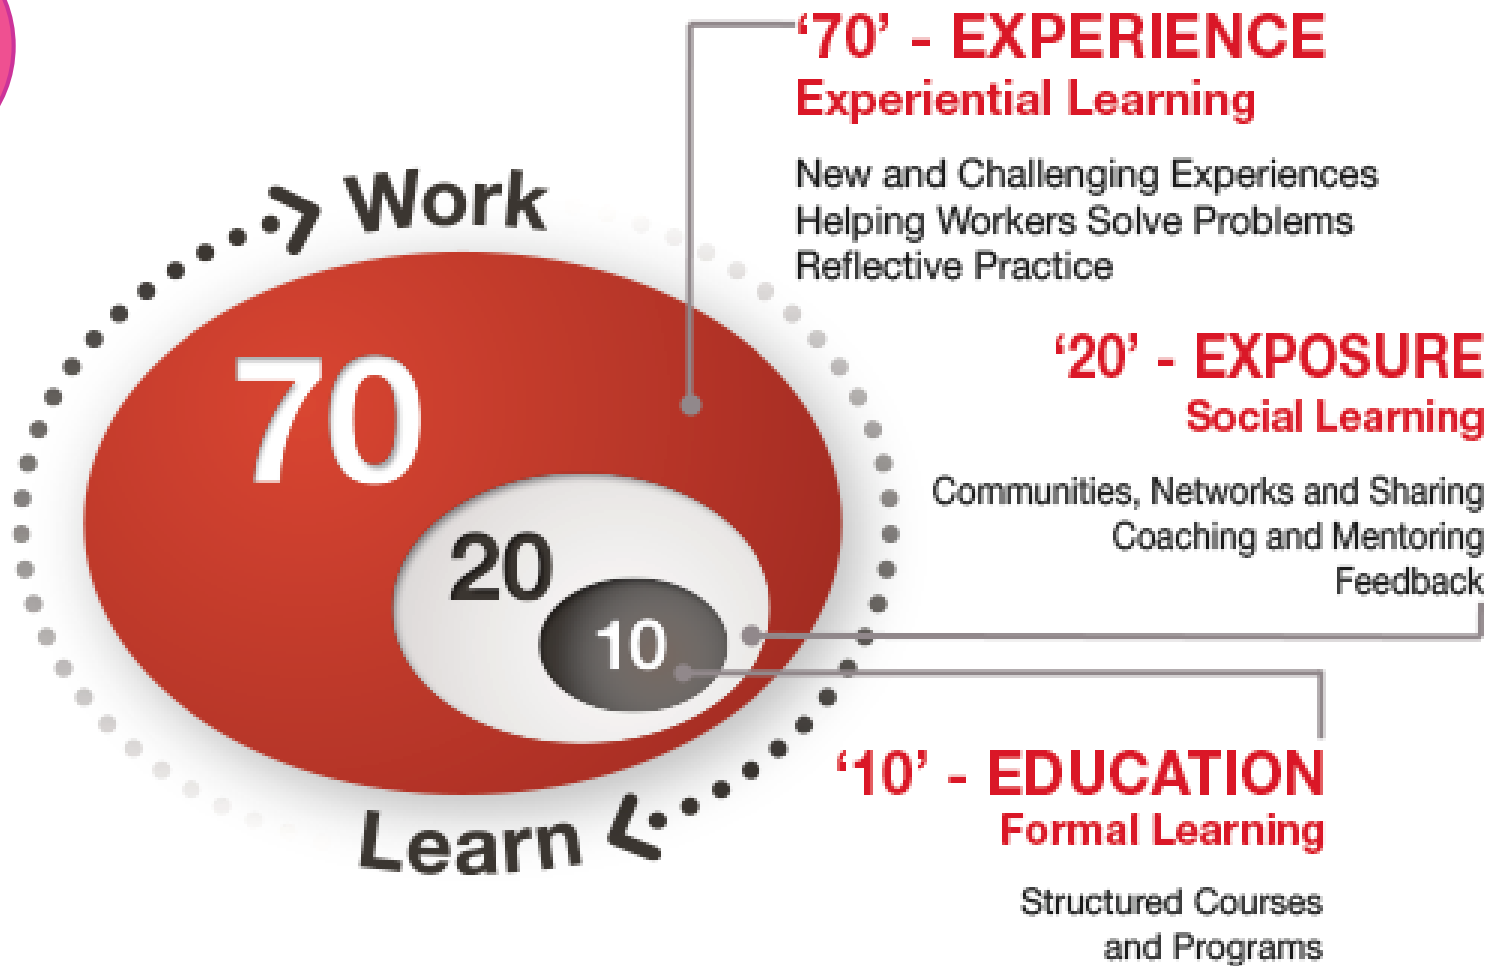 ‘70’ - EXPERIENCE
Experiential Learning
New and Challenging Experiences
Helping Workers Solve Problems
Reflective Practice
Work
70
20
10
Learn
‘20’ - EXPOSURE
Social Learning
Communities, Networks and Sharing
Coaching and Mentoring
Feedback
‘10’ - EDUCATION
Formal Learning
Structured Courses
and Programs